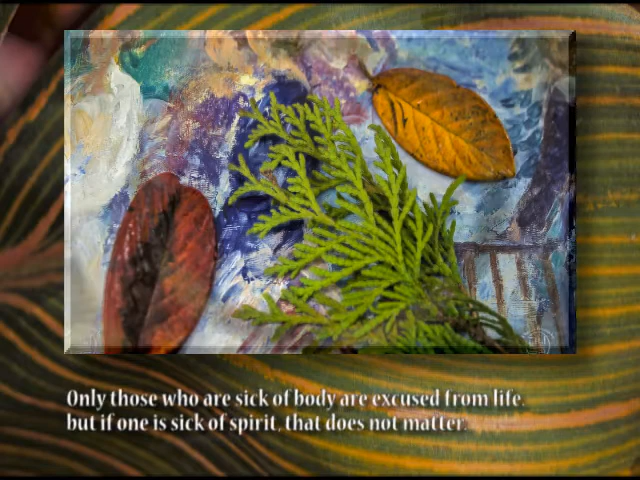 Only those who are sick of body are excused from life.
but if one is sick of spirit, that does not matter.